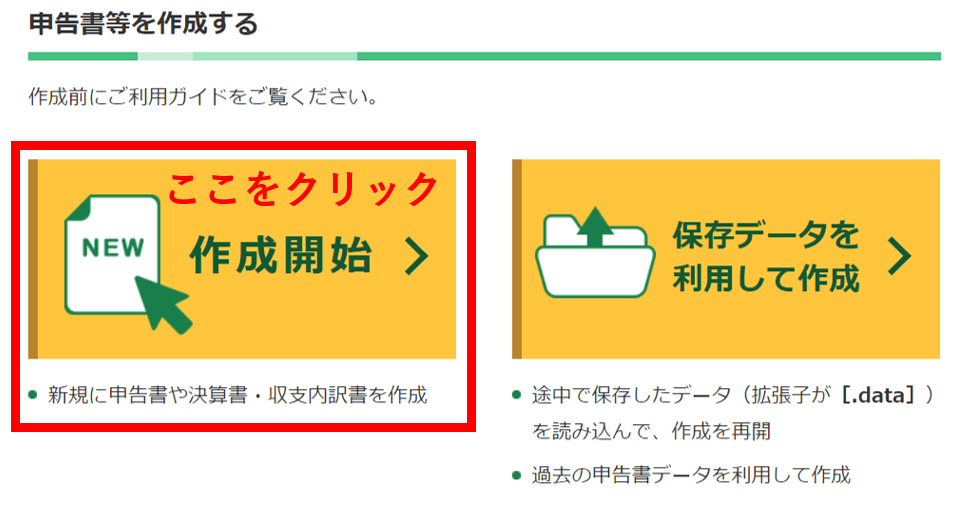 申告書等を作成する
作成前にご利用ガイドをご覧ください。
ここをクリック
NEW
作成開始
新規に申告書や決算書・収支内訳書を作成
保存データを
利用して作成
途中で保存したデータ（拡張子が［.data］）
を読み込んで、作成を再開
過去の申告書データを利用して作成